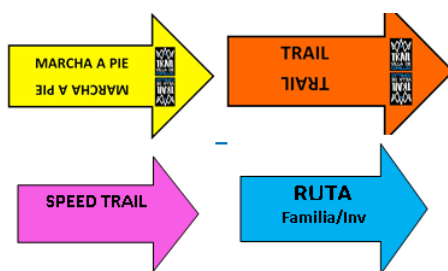 MARCHA A PIE
MARCHA A PIE
TRAIL
TRAIL
SPEED TRAIL
RUTA
Familia/Inv